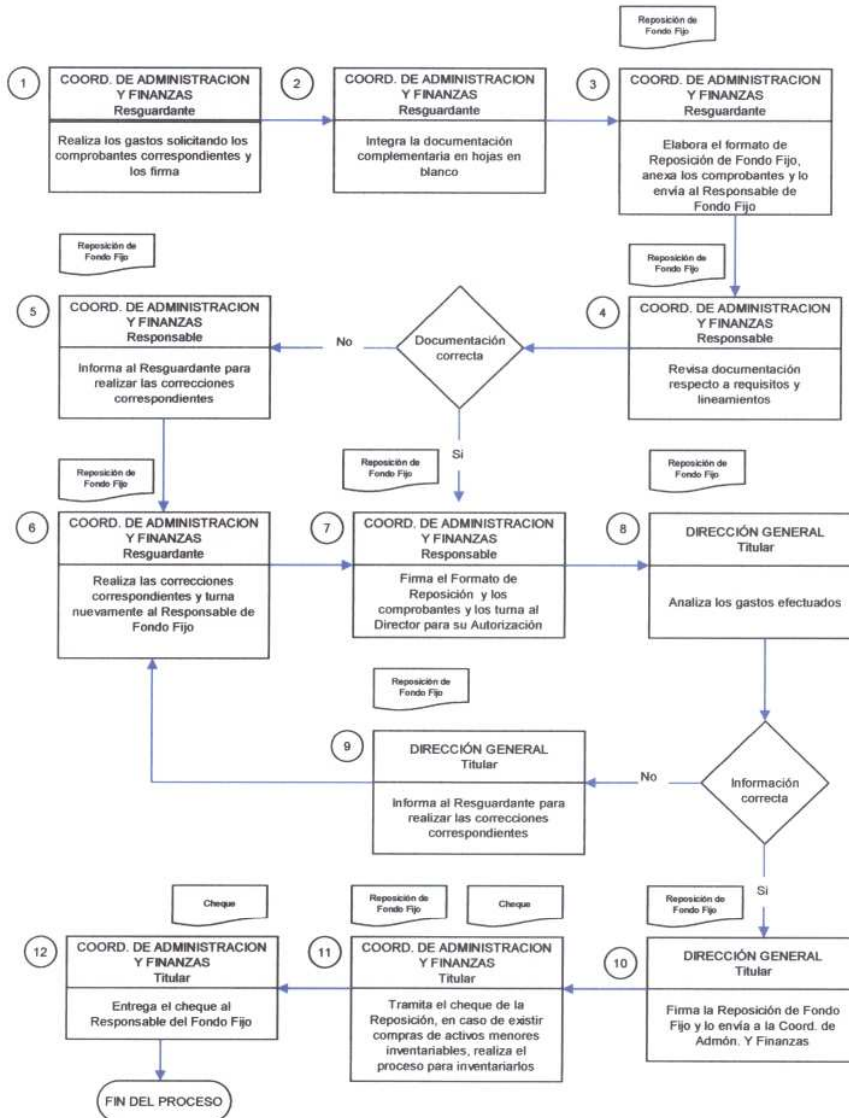 Reposición de
Fondo Fijo
1
COORD. DE ADMINISTRACION
Y FINANZAS
Resguardante
Realiza los gastos solicitando los
comprobantes correspondientes y
los firma
2
COORD. DE ADMINISTRACION
Y FINANZAS
Resguardante
Integra la documentación
complementaria en hojas en
blanco
3
COORD. DE ADMINISTRACION
Y FINANZAS
Resguardante
Elabora el formato de
Reposición de Fondo Fijo,
anexa los comprobantes y lo
envía al Responsable de
Fondo Fijo
Reposición de
Fondo Fijo
4
COORD. DE ADMINISTRACION
Y FINANZAS
Responsable
Revisa documentación
respecto a requisitos y
lineamientos
Documentación
correcta
No
Si
Reposición de
Fondo Fijo
5
COORD. DE ADMINISTRACION
Y FINANZAS
Responsable
Informa al Resguardante para
realizar las correcciones
correspondientes
Reposición de
Fondo Fijo
6
COORD. DE ADMINISTRACION
Y FINANZAS
Resguardante
Realiza las correcciones
correspondientes y turna
nuevamente al Responsable de
Fondo Fijo
Reposición de
Fondo Fijo
7
COORD. DE ADMINISTRACION
Y FINANZAS
Responsable
Firma el Formato de
Reposición y los
comprobantes y los turna al
Director para su Autorización
Reposición de
Fondo Fijo
8
DIRECCIÓN GENERAL
Titular
Analiza los gastos efectuados
Información
correcta
No
Si
Reposición de
Fondo Fijo
9
DIRECCIÓN GENERAL
Titular
Informa al Resguardante para
realizar las correcciones
correspondientes
Reposición de
Fondo Fijo
10
DIRECCIÓN GENERAL
Titular
Firma la Reposición de Fondo
Fijo y lo envía a la Coord. de
Admón. Y Finanzas
Reposición de
Fondo Fijo
Cheque
11
COORD. DE ADMINISTRACION
Y FINANZAS
Titular
Tramita el cheque de la
Reposición, en caso de existir
compras de activos menores
inventariables, realiza el
proceso para inventariarlos
Cheque
12
COORD. DE ADMINISTRACION
Y FINANZAS
Titular
Entrega el cheque al
Responsable del Fondo Fijo
FIN DEL PROCESO